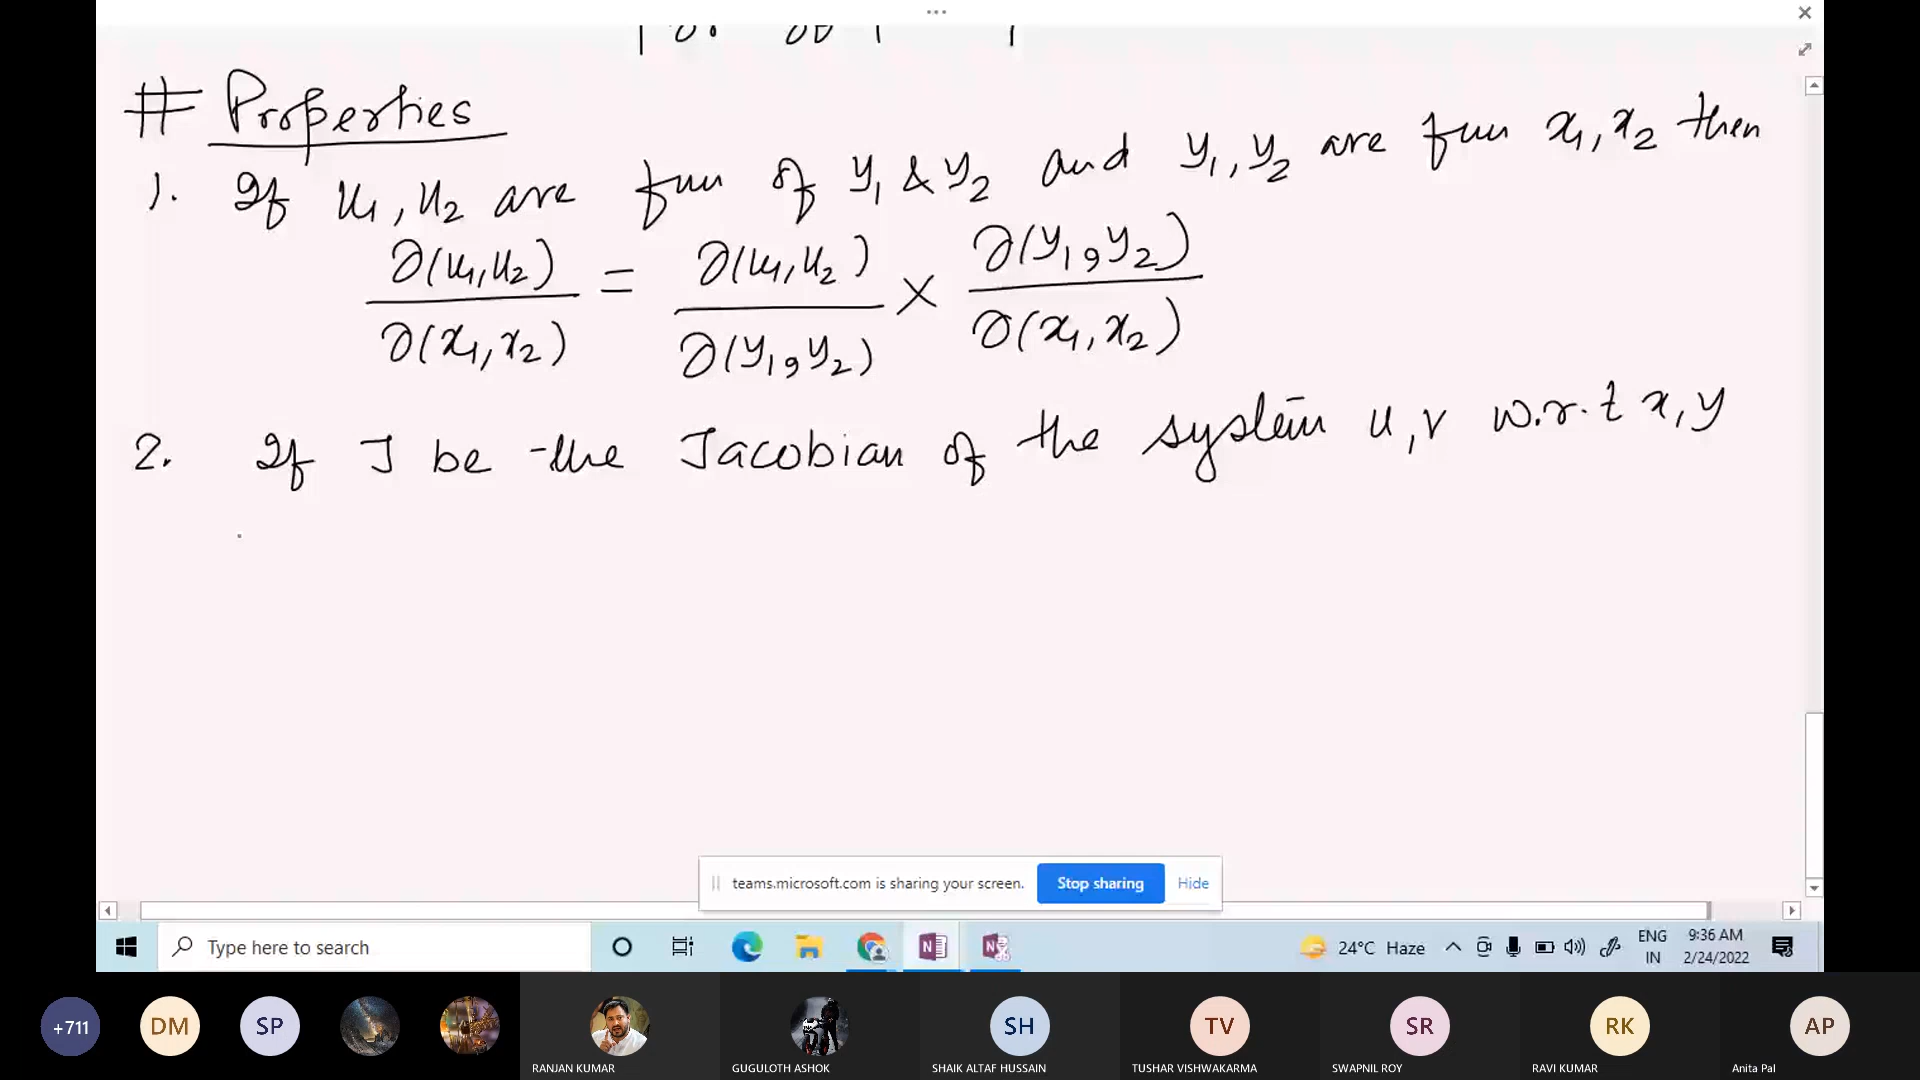 # Properties
1. If u1, u2 are fun of y1 & y2 and y1, y2 are fun x1, x2 then
∂(u1, u2) / ∂(x1, x2) = ∂(u1, u2) / ∂(y1, y2) × ∂(y1, y2) / ∂(x1, x2)
2. If J be the Jacobian of the system u, v w.r.t x, y
teams.microsoft.com is sharing your screen. Stop sharing Hide
Type here to search
24°C Haze
ENG
IN
9:36 AM
2/24/2022
+711 DM SP SH TV SR RK AP
RANJAN KUMAR GUGULOTH ASHOK SHAIK ALTAF HUSSAIN TUSHAR VISHWAKARMA SWAPNIL ROY RAVI KUMAR Anita Pal